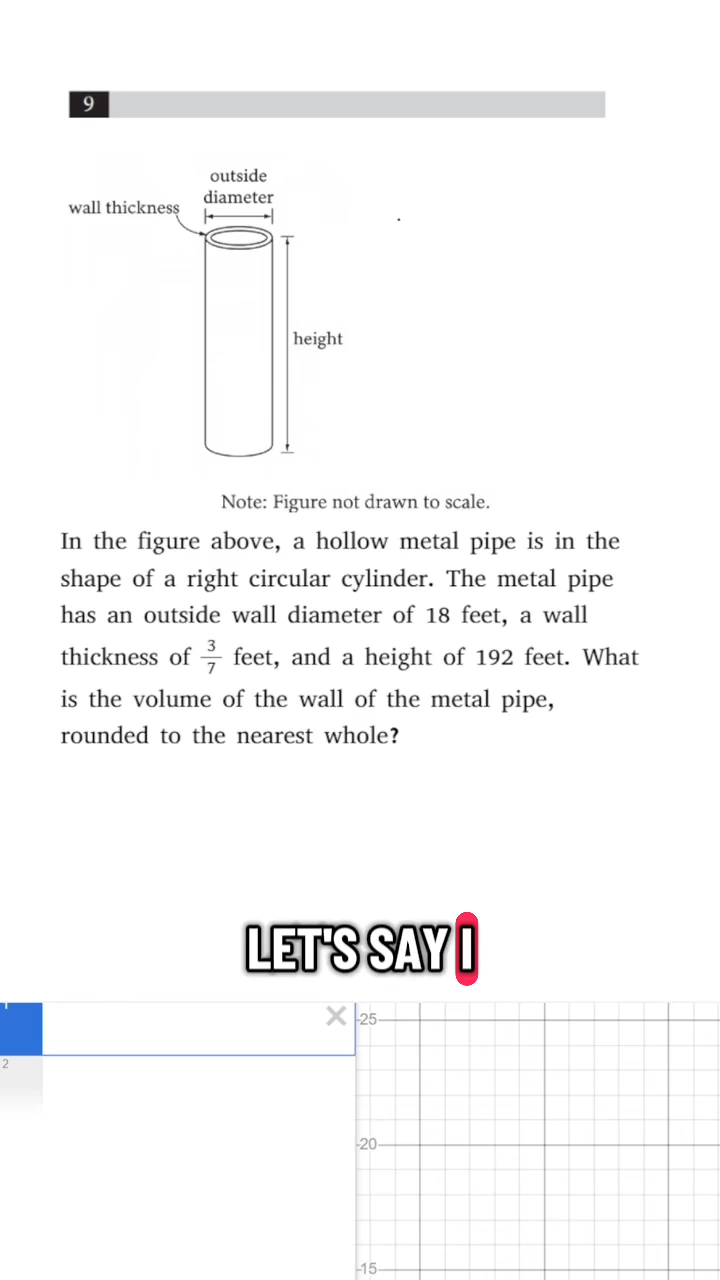 9
outside
diameter
wall thickness
height
Note: Figure not drawn to scale.
In the figure above, a hollow metal pipe is in the
shape of a right circular cylinder. The metal pipe
has an outside wall diameter of 18 feet, a wall
thickness of 3/7 feet, and a height of 192 feet. What
is the volume of the wall of the metal pipe,
rounded to the nearest whole?
LET'S SAY I
25
2
20
15